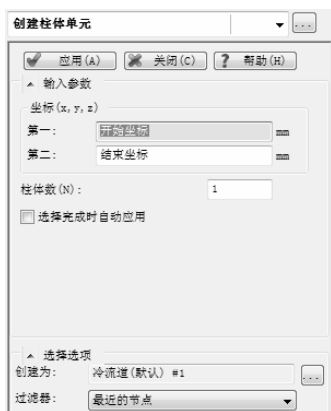 创建柱体单元
应用(A) 关闭(C) ? 帮助(H)
输入参数
坐标(x,y,z)
第一: 开始坐标 mm
第二: 结束坐标 mm
柱体数(N): 1
选择完成时自动应用
选择选项
创建为: 冷流道(默认) #1 ...
过滤器: 最近的节点